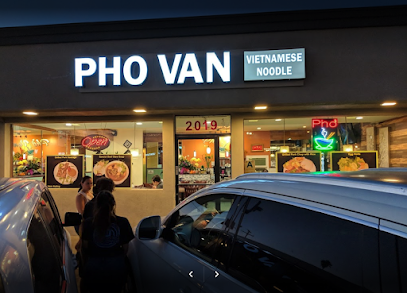 PHO VAN
VIETNAMESE
NOODLE
2019
Open
Pho